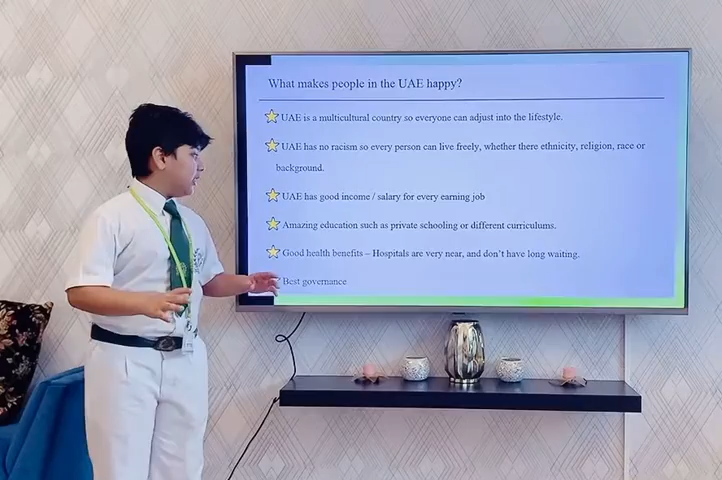 What makes people in the UAE happy?
UAE is a multicultural country so everyone can adjust into the lifestyle.
UAE has no racism so every person can live freely, whether there ethnicity, religion, race or
background.
UAE has good income / salary for every earning job
Amazing education such as private schooling or different curriculums.
Good health benefits – Hospitals are very near, and don't have long waiting.
Best governance